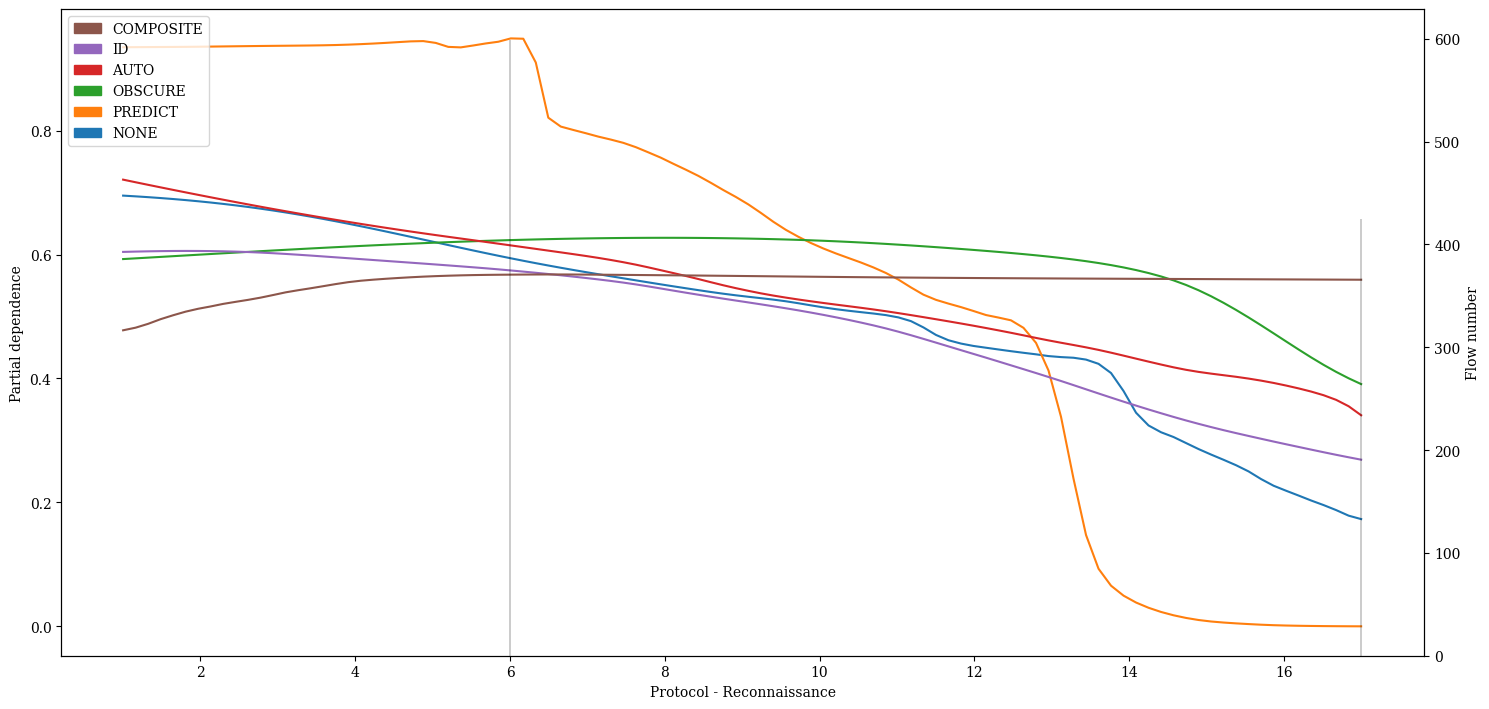 COMPOSITE
ID
AUTO
OBSCURE
PREDICT
NONE
Partial dependence
0.8
0.6
0.4
0.2
0.0
600
500
400
300
200
100
0
Flow number
2 4 6 8 10 12 14 16
Protocol - Reconnaissance